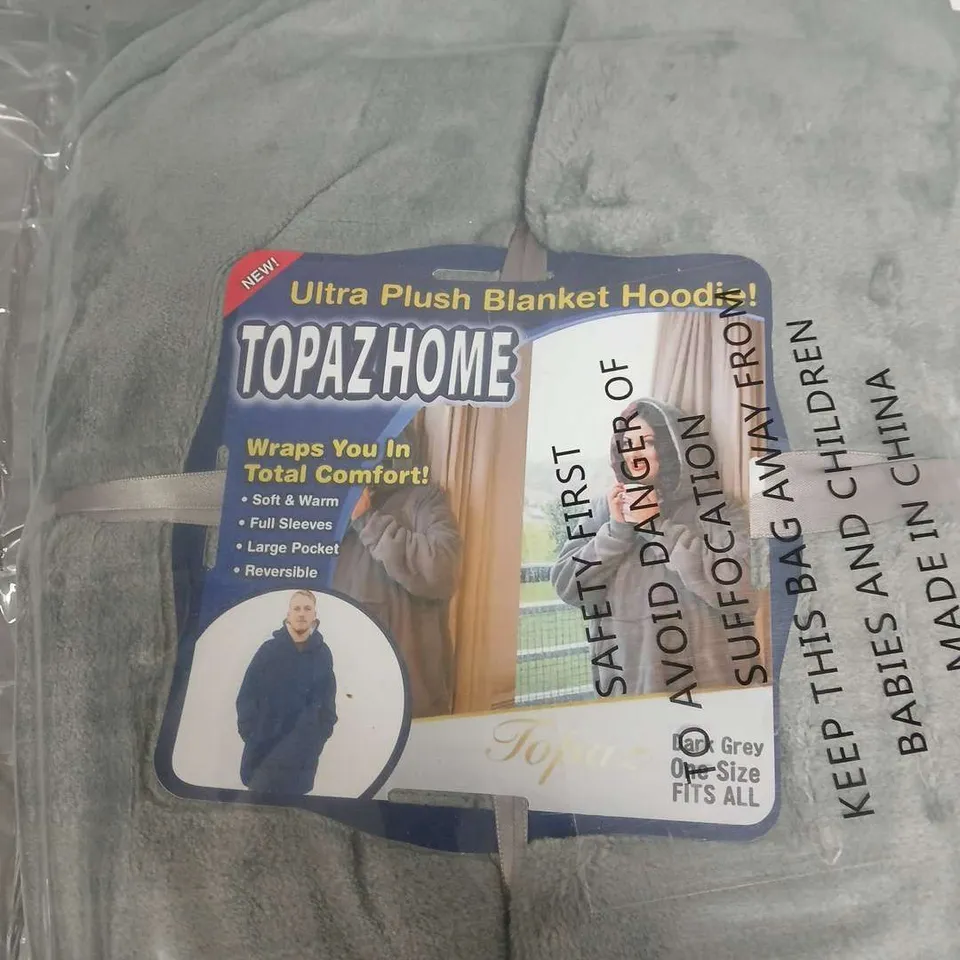 NEW!
Ultra Plush Blanket Hoodie!
TOPAZ HOME
Wraps You In
Total Comfort!
• Soft & Warm
• Full Sleeves
• Large Pocket
• Reversible
Topaz
Dark Grey
One Size
FITS ALL
SAFETY FIRST
TO AVOID DANGER OF
SUFFOCATION
KEEP THIS BAG AWAY FROM
BABIES AND CHILDREN
MADE IN CHINA